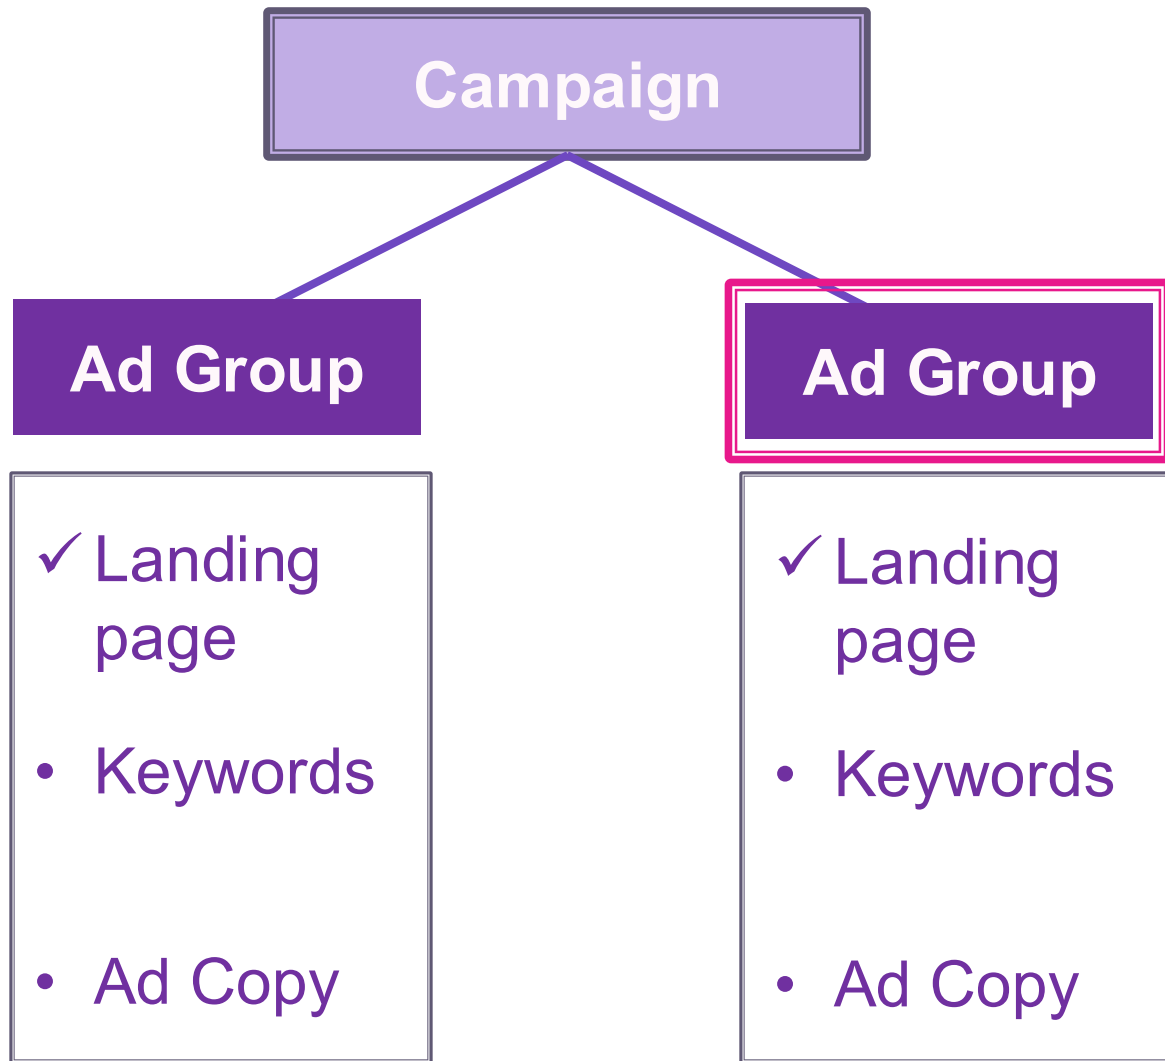 Campaign
Ad Group
Ad Group
✓ Landing
page
• Keywords
• Ad Copy
✓ Landing
page
• Keywords
• Ad Copy